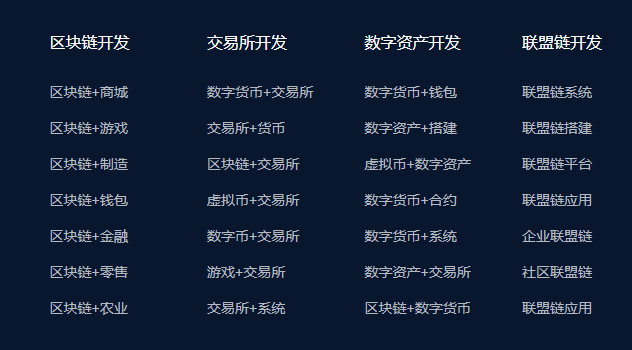 区块链开发 交易所开发 数字资产开发 联盟链开发
区块链+商城 数字货币+交易所 数字货币+钱包 联盟链系统
区块链+游戏 交易所+货币 数字资产+搭建 联盟链搭建
区块链+制造 区块链+交易所 虚拟币+数字资产 联盟链平台
区块链+钱包 虚拟币+交易所 数字货币+合约 联盟链应用
区块链+金融 数字币+交易所 数字货币+系统 企业联盟链
区块链+零售 游戏+交易所 数字资产+交易所 社区联盟链
区块链+农业 交易所+系统 区块链+数字货币 联盟链应用